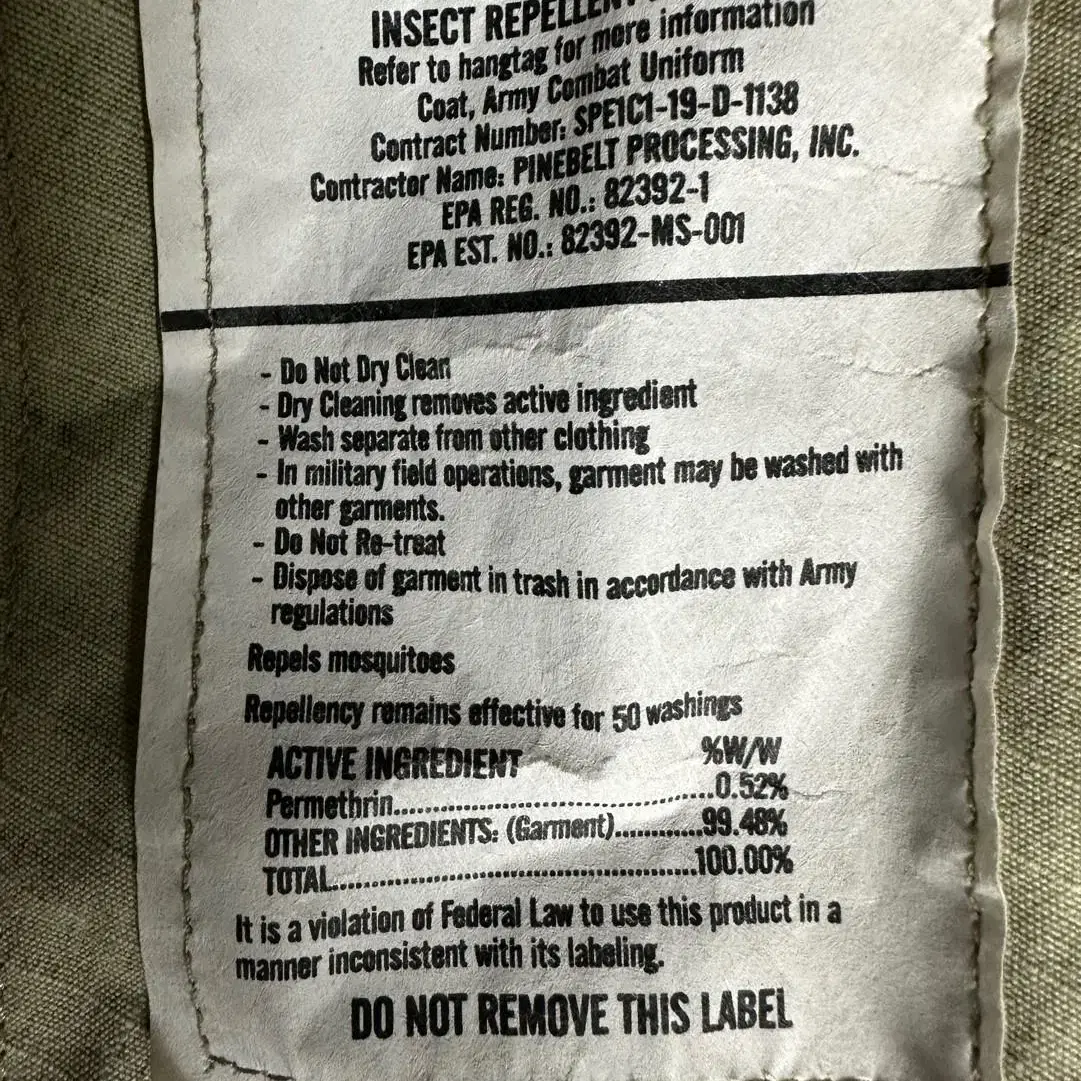 INSECT REPELLENT
Refer to hangtag for more information
Coat, Army Combat Uniform
Contract Number: SPE1C1-19-D-1138
Contractor Name: PINEBELT PROCESSING, INC.
EPA REG. NO.: 82392-1
EPA EST. NO.: 82392-MS-001
- Do Not Dry Clean
- Dry Cleaning removes active ingredient
- Wash separate from other clothing
- In military field operations, garment may be washed with
other garments.
- Do Not Re-treat
- Dispose of garment in trash in accordance with Army
regulations
Repels mosquitoes
Repellency remains effective for 50 washings
ACTIVE INGREDIENT %W/W
Permethrin..........0.52%
OTHER INGREDIENTS: (Garment)..........99.48%
TOTAL..........100.00%
It is a violation of Federal Law to use this product in a
manner inconsistent with its labeling.
DO NOT REMOVE THIS LABEL